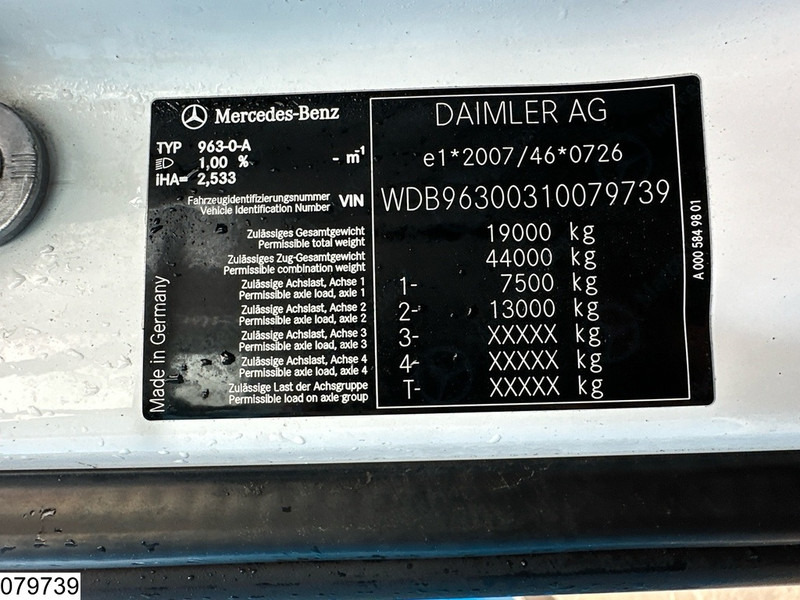 Mercedes-Benz
TYP 963-0-A
1,00 % - m-1
iHA= 2,533
DAIMLER AG
e1*2007/46*0726
Fahrzeugidentifizierungsnummer
Vehicle Identification Number VIN WDB96300310079739
Zulässiges Gesamtgewicht
Permissible total weight 19000 kg
Zulässiges Zug-Gesamtgewicht
Permissible combination weight 44000 kg
Zulässige Achslast, Achse 1
Permissible axle load, axle 1 1- 7500 kg
Zulässige Achslast, Achse 2
Permissible axle load, axle 2 2- 13000 kg
Zulässige Achslast, Achse 3
Permissible axle load, axle 3 3- XXXXX kg
Zulässige Achslast, Achse 4
Permissible axle load, axle 4 4- XXXXX kg
Zulässige Last der Achsgruppe
Permissible load on axle group T- XXXXX kg
Made in Germany
A 000 584 98 01
079739